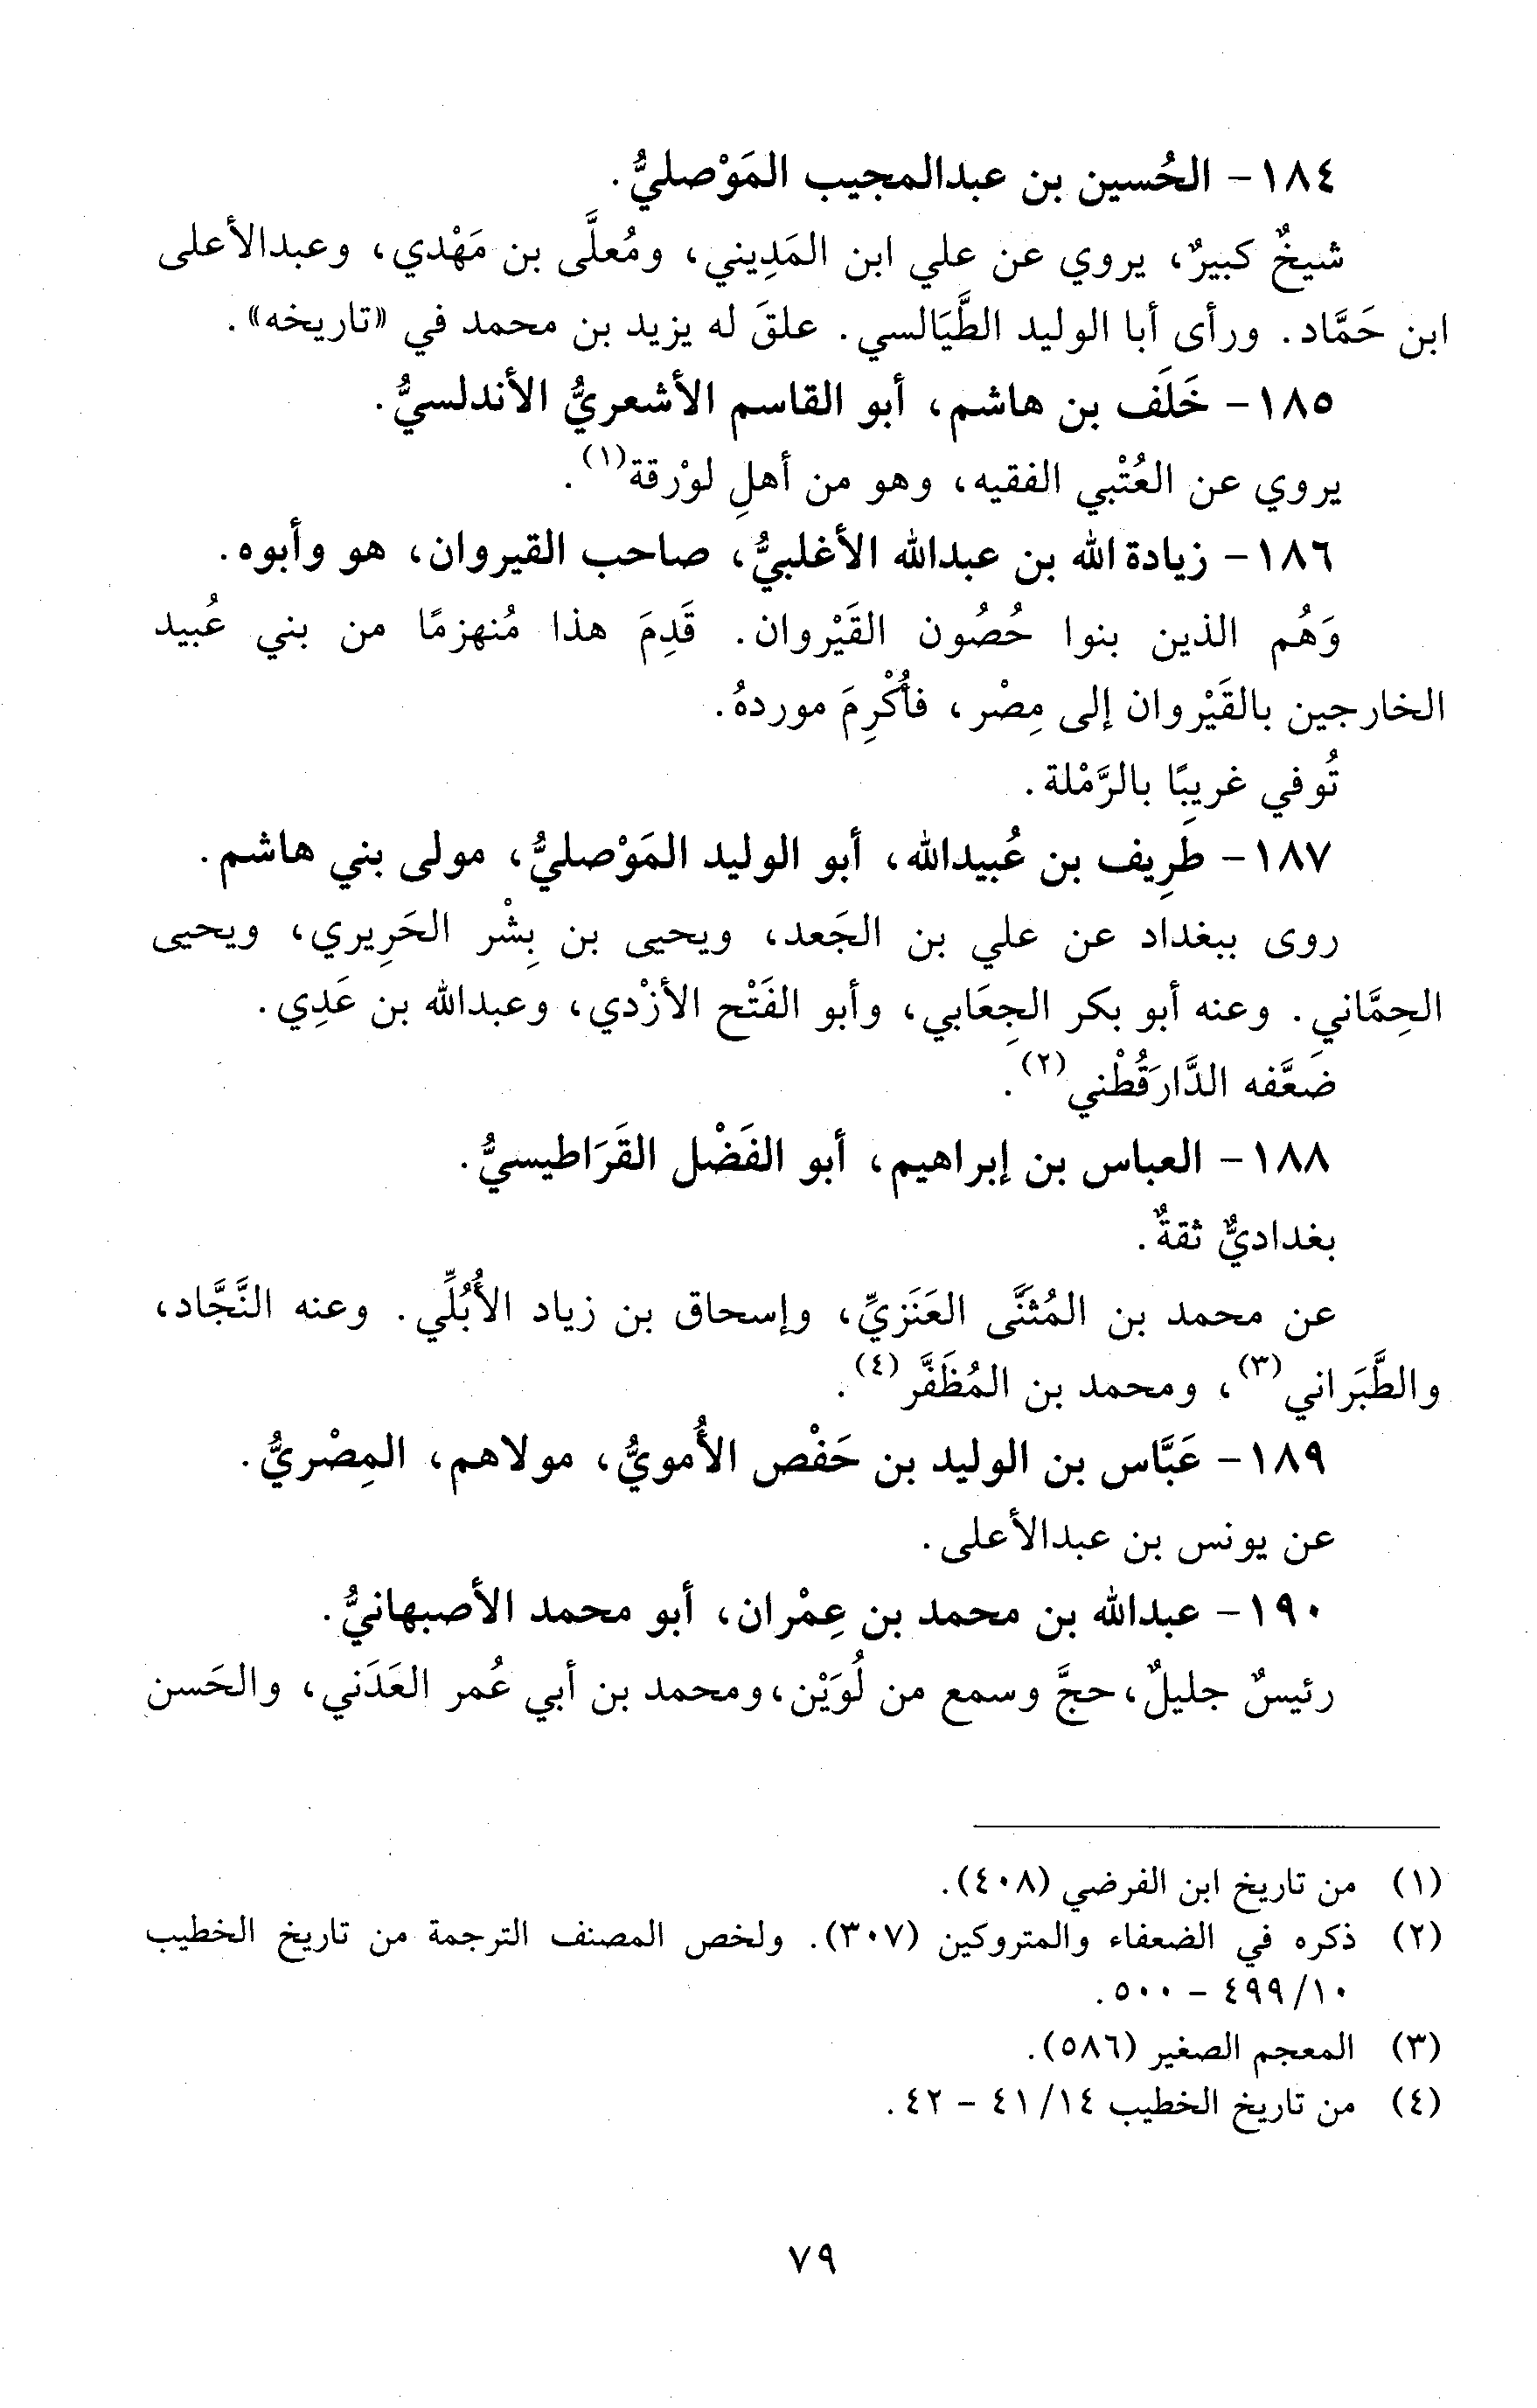 ١٨٤ - الحُسين بن عبدالمجيب المَوْصليُّ.
شيخٌ كبيرٌ، يروي عن علي ابن المَدِيني، ومُعلَّى بن مَهْدي، وعبدالأعلى
ابن حَمَّاد. ورأى أبا الوليد الطَّيَالسي. علقَ له يزيد بن محمد في «تاريخه».
١٨٥ - خَلَف بن هاشم، أبو القاسم الأشعريُّ الأندلسيُّ.
يروي عن العُتْبي الفقيه، وهو من أهلِ لوْرقة(١).
١٨٦ - زيادة الله بن عبدالله الأغلبيُّ، صاحب القيروان، هو وأبوه.
وَهُم الذين بنوا حُصُون القَيْروان. قَدِمَ هذا مُنهزمًا من بني عُبيد
الخارجين بالقَيْروان إلى مِصْر، فأُكْرِمَ موردهُ.
تُوفي غريبًا بالرَّمْلة.
١٨٧ - طَرِيف بن عُبيدالله، أبو الوليد المَوْصليُّ، مولى بني هاشم.
روى ببغداد عن علي بن الجَعد، ويحيى بن بِشْر الحَرِيري، ويحيى
الحِمَّاني. وعنه أبو بكر الجِعَابي، وأبو الفَتْح الأزْدي، وعبدالله بن عَدِي.
ضَعَّفه الدَّارَقُطْني(٢).
١٨٨ - العباس بن إبراهيم، أبو الفَضْل القَرَاطيسيُّ.
بغداديٌّ ثقةٌ.
عن محمد بن المُثنَّى العَنَزيِّ، وإسحاق بن زياد الأُبُلِّي. وعنه النَّجَّاد،
والطَّبَراني(٣)، ومحمد بن المُظَفَّر(٤).
١٨٩ - عَبَّاس بن الوليد بن حَفْص الأُمويُّ، مولاهم، المِصْريُّ.
عن يونس بن عبدالأعلى.
١٩٠ - عبدالله بن محمد بن عِمْران، أبو محمد الأصبهانيُّ.
رئيسٌ جليلٌ، حجَّ وسمع من لُوَيْن، ومحمد بن أبي عُمر العَدَني، والحَسن
(١) من تاريخ ابن الفرضي (٤٠٨).
(٢) ذكره في الضعفاء والمتروكين (٣٠٧). ولخص المصنف الترجمة من تاريخ الخطيب
١٠/ ٤٩٩ - ٥٠٠.
(٣) المعجم الصغير (٥٨٦).
(٤) من تاريخ الخطيب ١٤/ ٤١ - ٤٢.
٧٩